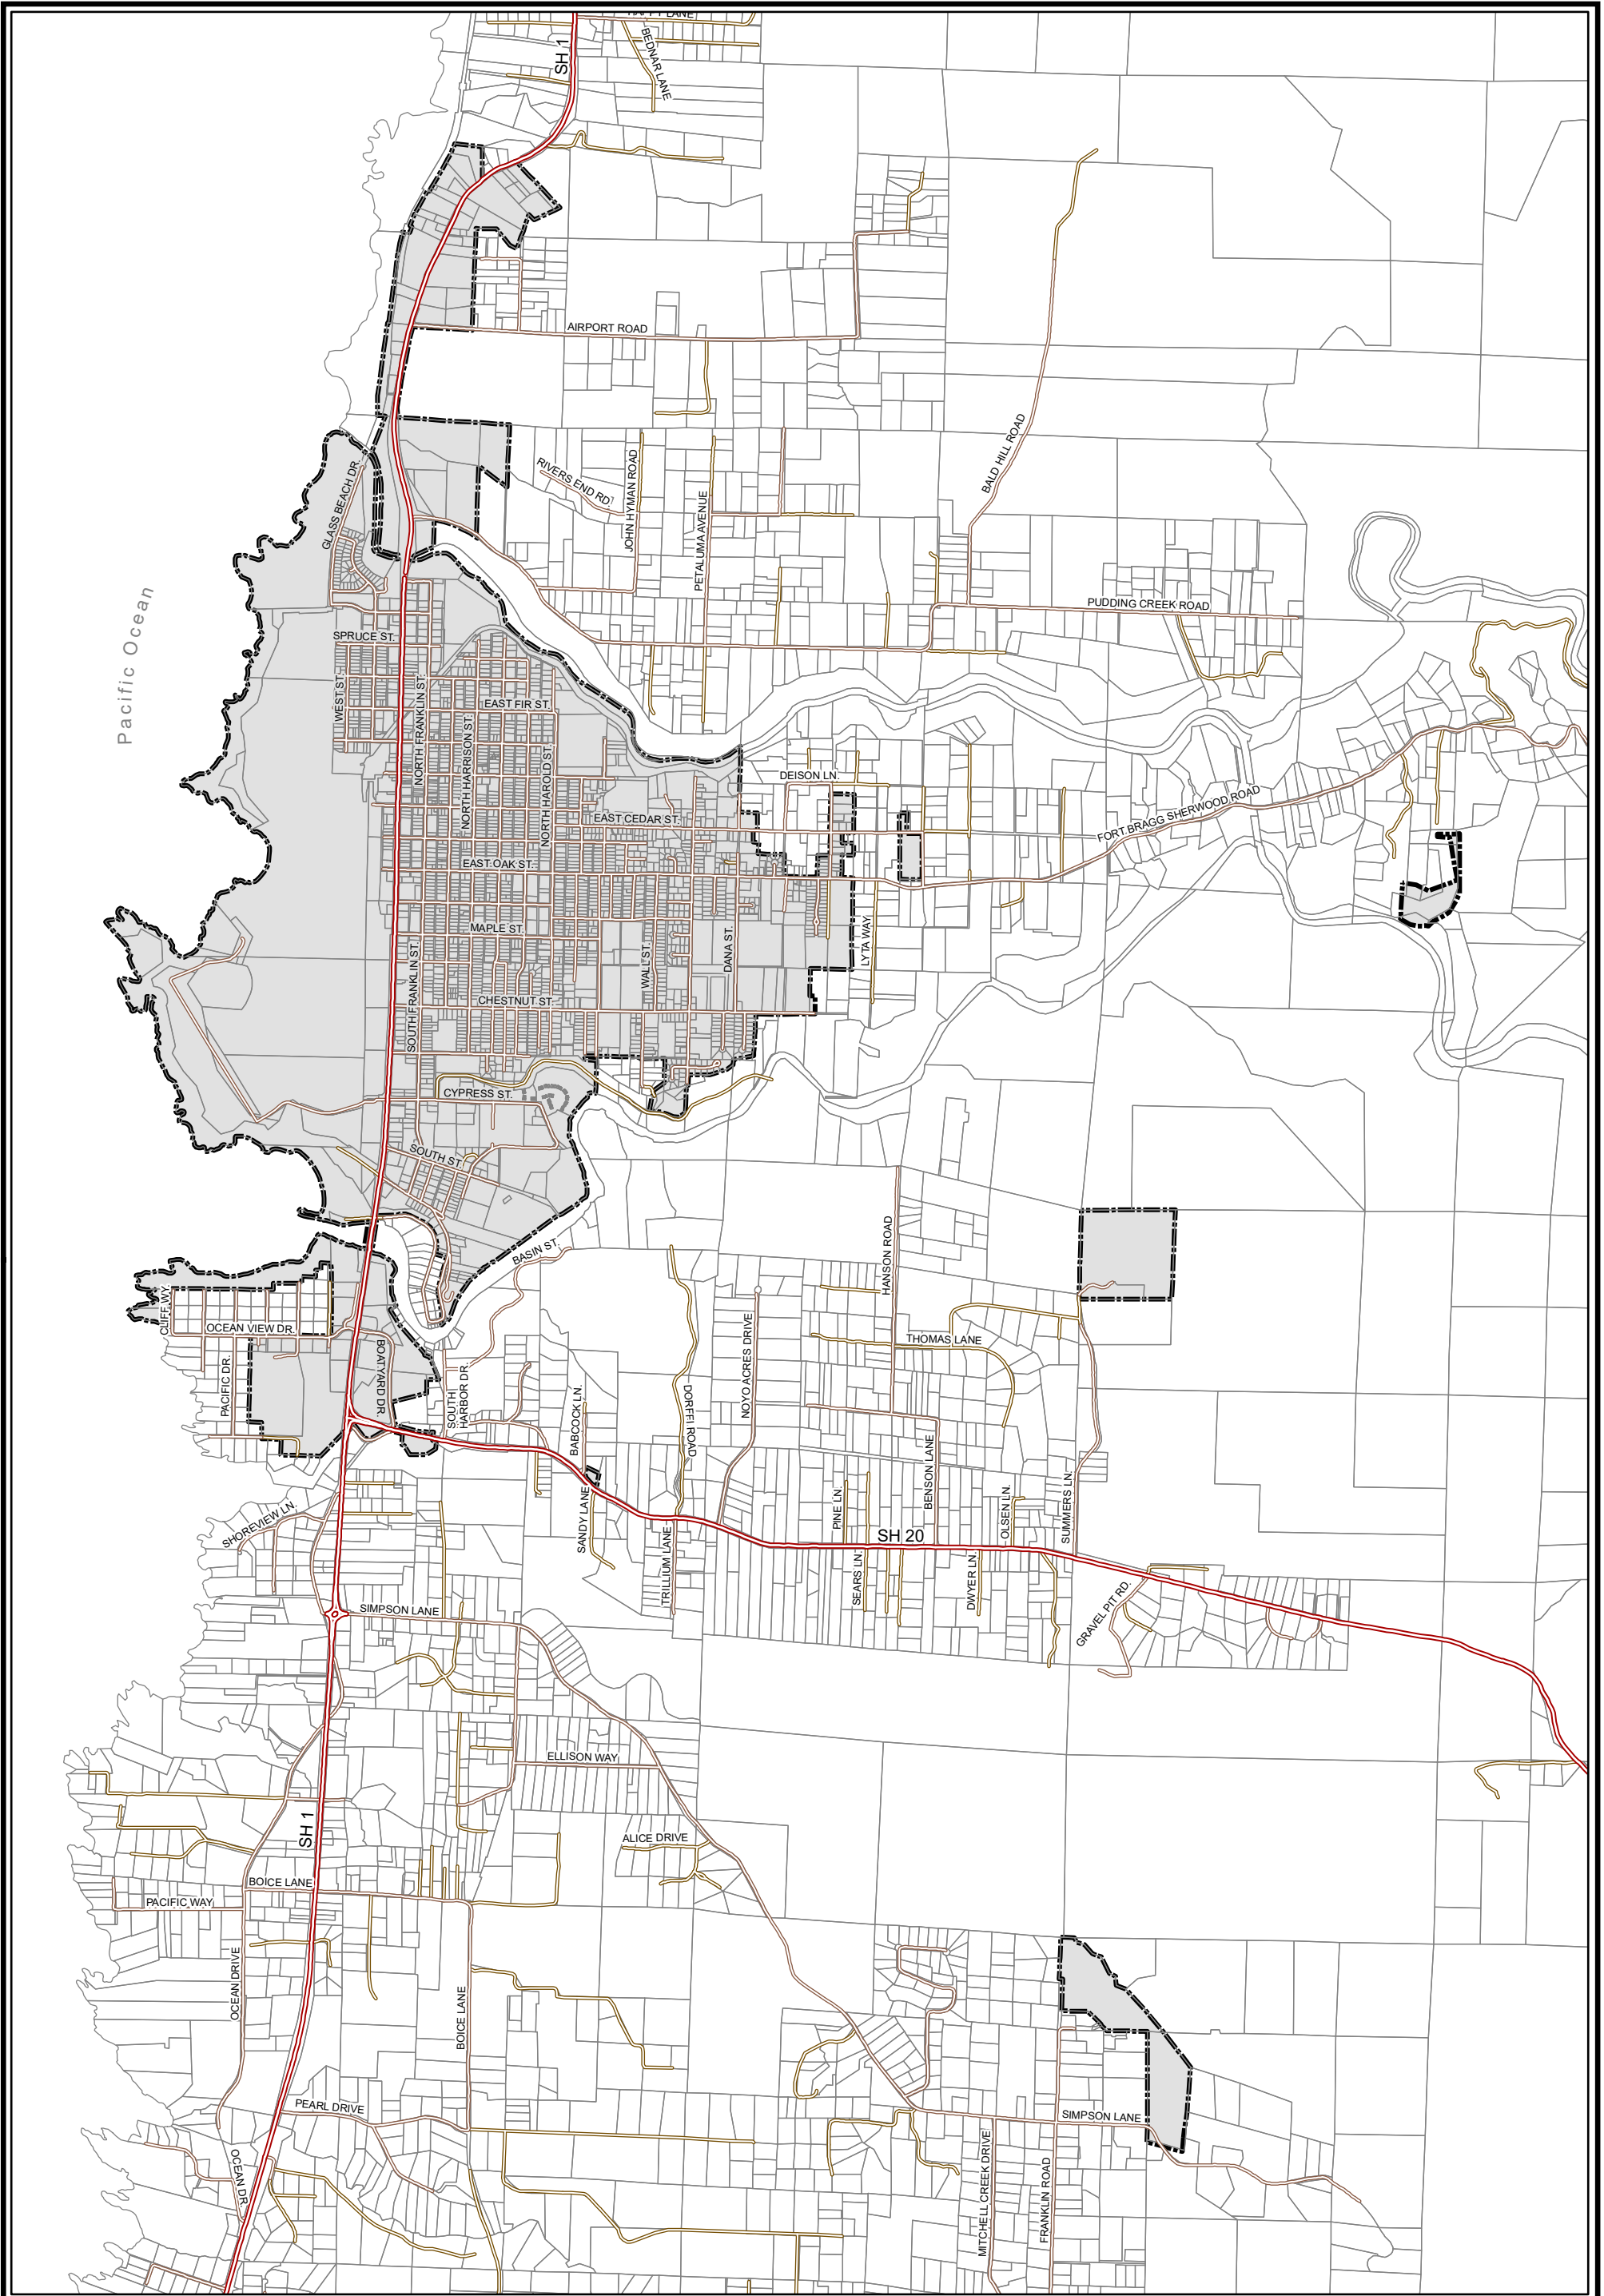 HAPPY LANE
SH 1
BEDNAR LANE
AIRPORT ROAD
BALD HILL ROAD
RIVERS END RD.
JOHN HYMAN ROAD
PETALUMA AVENUE
GLASS BEACH DR.
Pacific Ocean
PUDDING CREEK ROAD
SPRUCE ST.
WEST ST.
NORTH FRANKLIN ST.
EAST FIR ST.
NORTH HARRISON ST.
NORTH HAROLD ST.
DEISON LN.
EAST CEDAR ST.
FORT BRAGG SHERWOOD ROAD
EAST OAK ST.
MAPLE ST.
WALL ST.
DANA ST.
LYTA WAY
SOUTH FRANKLIN ST.
CHESTNUT ST.
CYPRESS ST.
SOUTH ST.
BASIN ST.
HANSON ROAD
CLIFF WY.
OCEAN VIEW DR.
BOATYARD DR.
PACIFIC DR.
SOUTH
HARBOR DR.
BABCOCK LN.
DORFFI ROAD
NOYO ACRES DRIVE
THOMAS LANE
BENSON LANE
PINE LN.
OLSEN LN.
SUMMERS LN.
SANDY LANE
SHOREVIEW LN.
SH 20
TRILLIUM LANE
SEARS LN.
DWYER LN.
GRAVEL PIT RD.
SIMPSON LANE
ELLISON WAY
SH 1
ALICE DRIVE
BOICE LANE
PACIFIC WAY
OCEAN DRIVE
BOICE LANE
PEARL DRIVE
SIMPSON LANE
OCEAN DR.
MITCHELL CREEK DRIVE
FRANKLIN ROAD